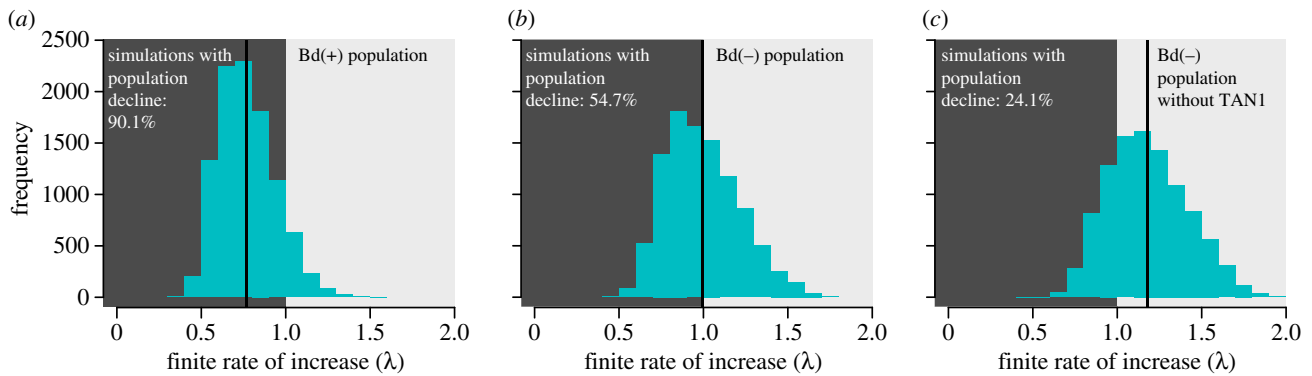 (a)
(b)
(c)
simulations with
population
decline:
90.1%
Bd(+) population
simulations with
population
decline: 54.7%
Bd(–) population
simulations with
population
decline: 24.1%
Bd(–)
population
without TAN1
frequency
2500
2000
1500
1000
500
0
0 0.5 1.0 1.5 2.0
0 0.5 1.0 1.5 2.0
0 0.5 1.0 1.5 2.0
finite rate of increase (λ)
finite rate of increase (λ)
finite rate of increase (λ)